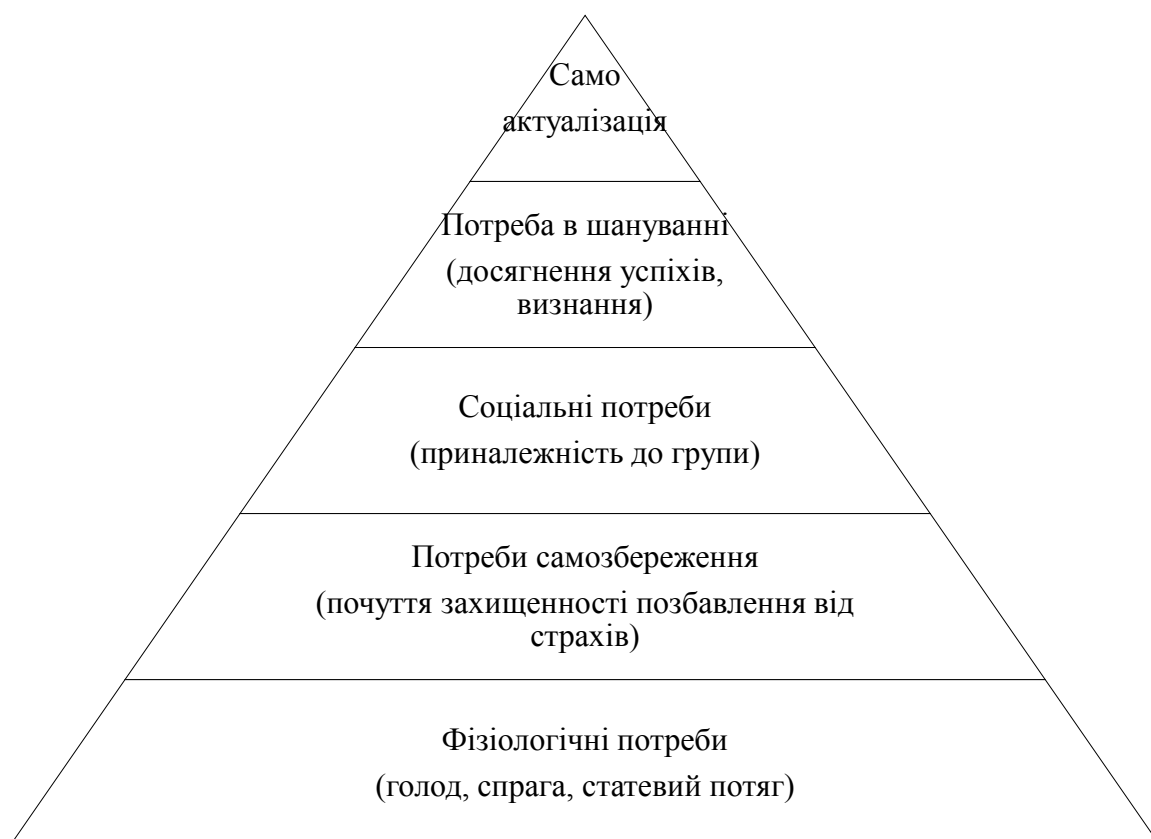 Само
актуалізація
Потреба в шануванні
(досягнення успіхів,
визнання)
Соціальні потреби
(приналежність до групи)
Потреби самозбереження
(почуття захищенності позбавлення від
страхів)
Фізіологічні потреби
(голод, спрага, статевий потяг)